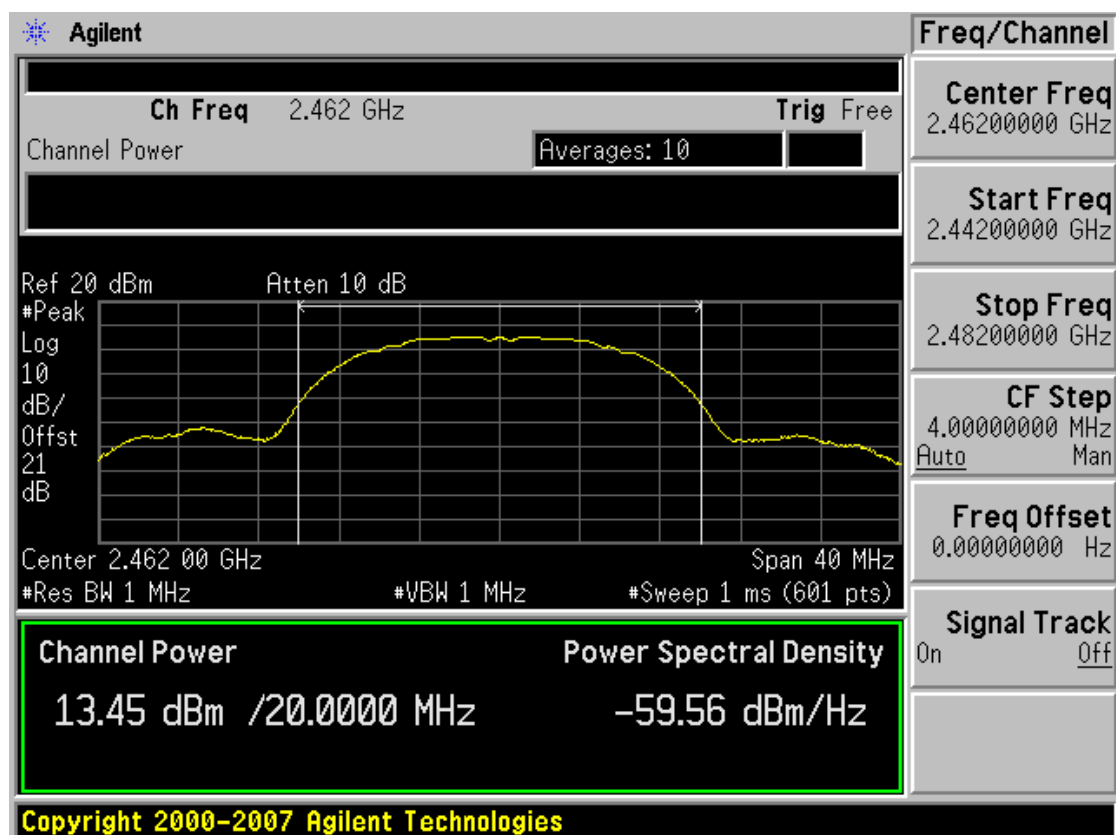 Agilent
Freq/Channel
Ch Freq 2.462 GHz Trig Free
Channel Power Averages: 10
Ref 20 dBm Atten 10 dB
#Peak
Log
10
dB/
Offst
21
dB
Center 2.462 00 GHz Span 40 MHz
#Res BW 1 MHz #VBW 1 MHz #Sweep 1 ms (601 pts)
Channel Power Power Spectral Density
13.45 dBm /20.0000 MHz -59.56 dBm/Hz
Copyright 2000-2007 Agilent Technologies
Center Freq
2.46200000 GHz
Start Freq
2.44200000 GHz
Stop Freq
2.48200000 GHz
CF Step
4.00000000 MHz
Auto Man
Freq Offset
0.00000000 Hz
Signal Track
On Off